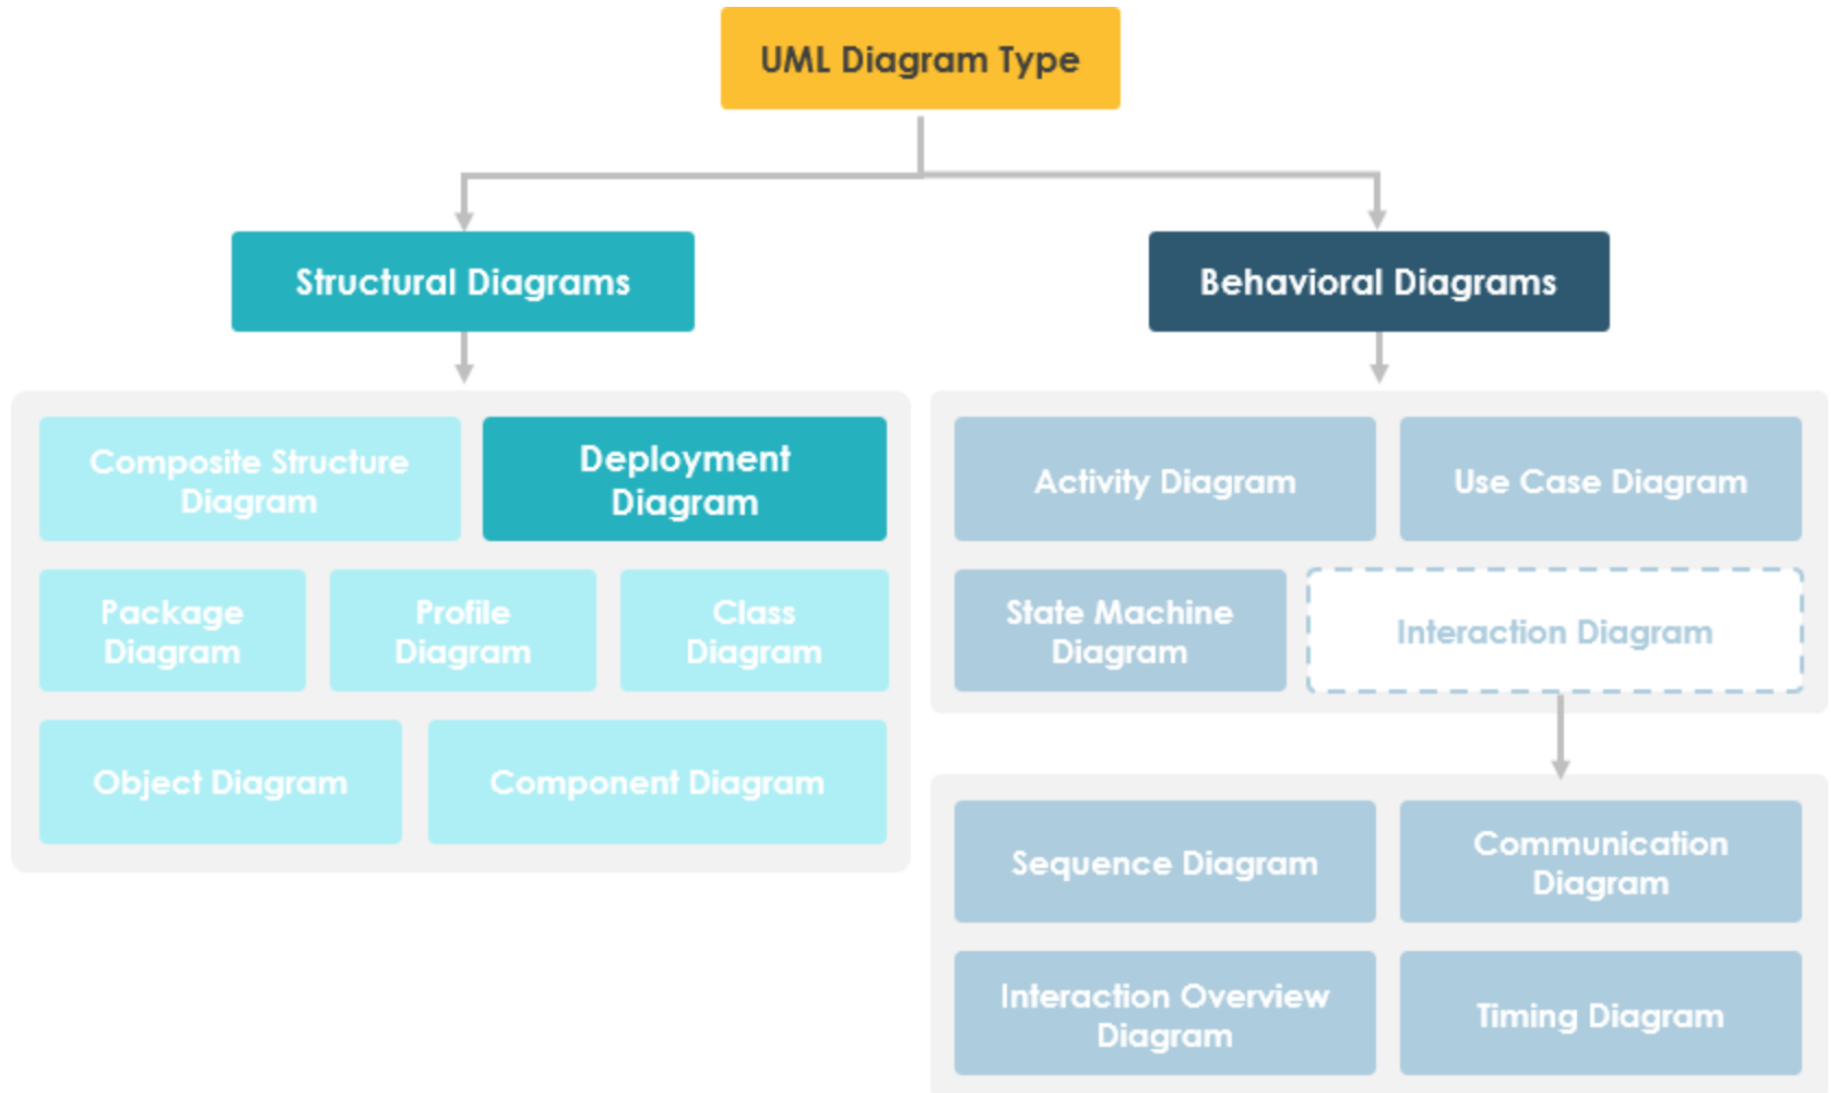 UML Diagram Type
Structural Diagrams
Behavioral Diagrams
Composite Structure
Diagram
Deployment
Diagram
Package
Diagram
Profile
Diagram
Class
Diagram
Object Diagram
Component Diagram
Activity Diagram
Use Case Diagram
State Machine
Diagram
Interaction Diagram
Sequence Diagram
Communication
Diagram
Interaction Overview
Diagram
Timing Diagram